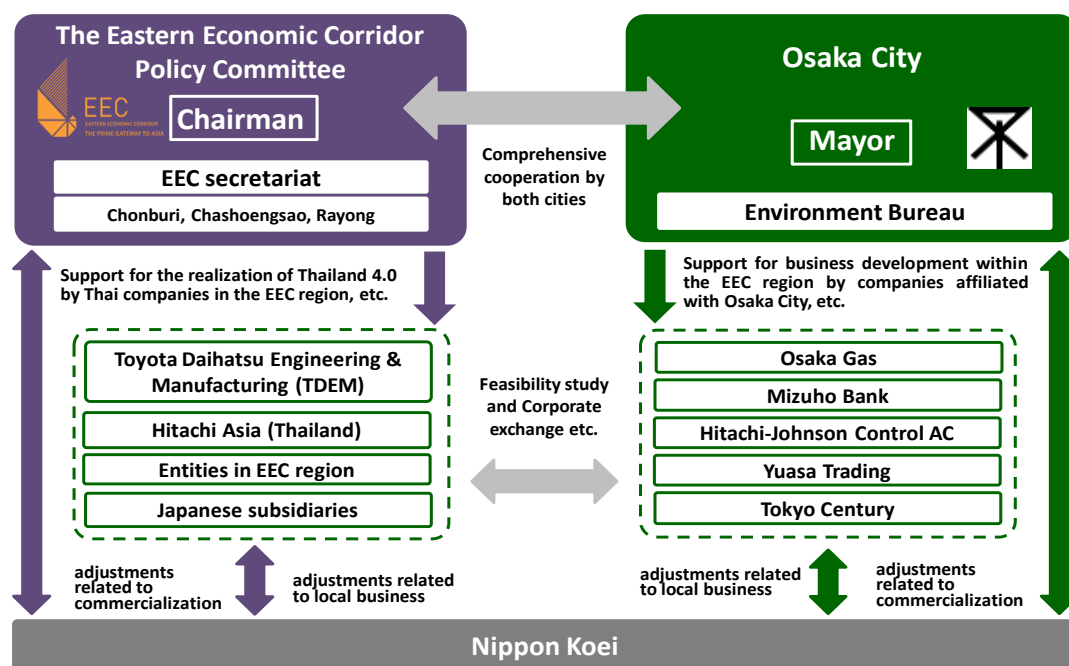 The Eastern Economic Corridor
Policy Committee
EEC
EASTERN ECONOMIC CORRIDOR
THE PRIME GATEWAY TO ASIA
Chairman
EEC secretariat
Chonburi, Chashoengsao, Rayong
Comprehensive
cooperation by
both cities
Osaka City
Mayor
Environment Bureau
Support for the realization of Thailand 4.0
by Thai companies in the EEC region, etc.
Support for business development within
the EEC region by companies affiliated
with Osaka City, etc.
Toyota Daihatsu Engineering &
Manufacturing (TDEM)
Hitachi Asia (Thailand)
Entities in EEC region
Japanese subsidiaries
Feasibility study
and Corporate
exchange etc.
Osaka Gas
Mizuho Bank
Hitachi-Johnson Control AC
Yuasa Trading
Tokyo Century
adjustments
related to
commercialization
adjustments related
to local business
adjustments related
to local business
adjustments
related to
commercialization
Nippon Koei